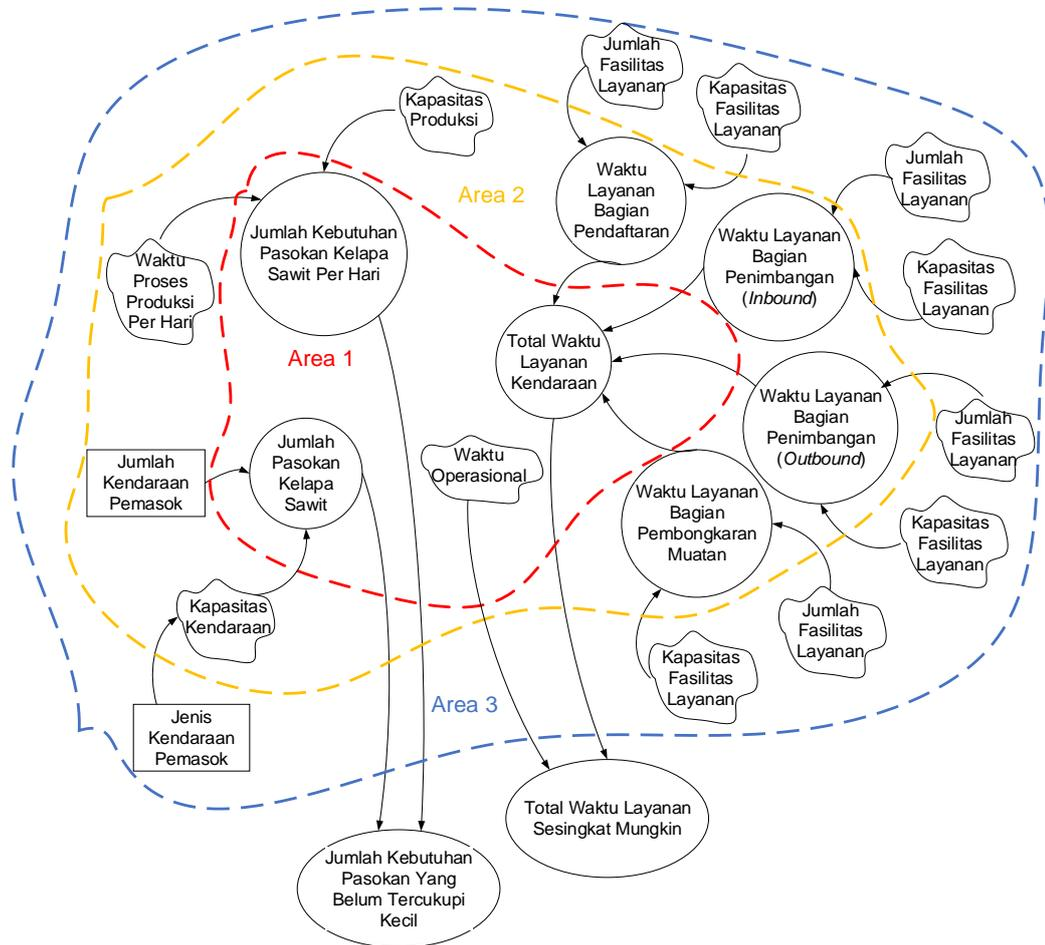 Jumlah
Fasilitas
Layanan
Kapasitas
Fasilitas
Layanan
Kapasitas
Produksi
Area 2
Waktu
Layanan
Bagian
Pendaftaran
Jumlah
Fasilitas
Layanan
Jumlah Kebutuhan
Pasokan Kelapa
Sawit Per Hari
Waktu Layanan
Bagian
Penimbangan
(Inbound)
Waktu
Proses
Produksi
Per Hari
Kapasitas
Fasilitas
Layanan
Area 1
Total Waktu
Layanan
Kendaraan
Waktu Layanan
Bagian
Penimbangan
(Outbound)
Jumlah
Fasilitas
Layanan
Jumlah
Kendaraan
Pemasok
Jumlah
Pasokan
Kelapa
Sawit
Waktu
Operasional
Waktu Layanan
Bagian
Pembongkaran
Muatan
Kapasitas
Fasilitas
Layanan
Kapasitas
Kendaraan
Jumlah
Fasilitas
Layanan
Kapasitas
Fasilitas
Layanan
Area 3
Jenis
Kendaraan
Pemasok
Total Waktu Layanan
Sesingkat Mungkin
Jumlah Kebutuhan
Pasokan Yang
Belum Tercukupi
Kecil